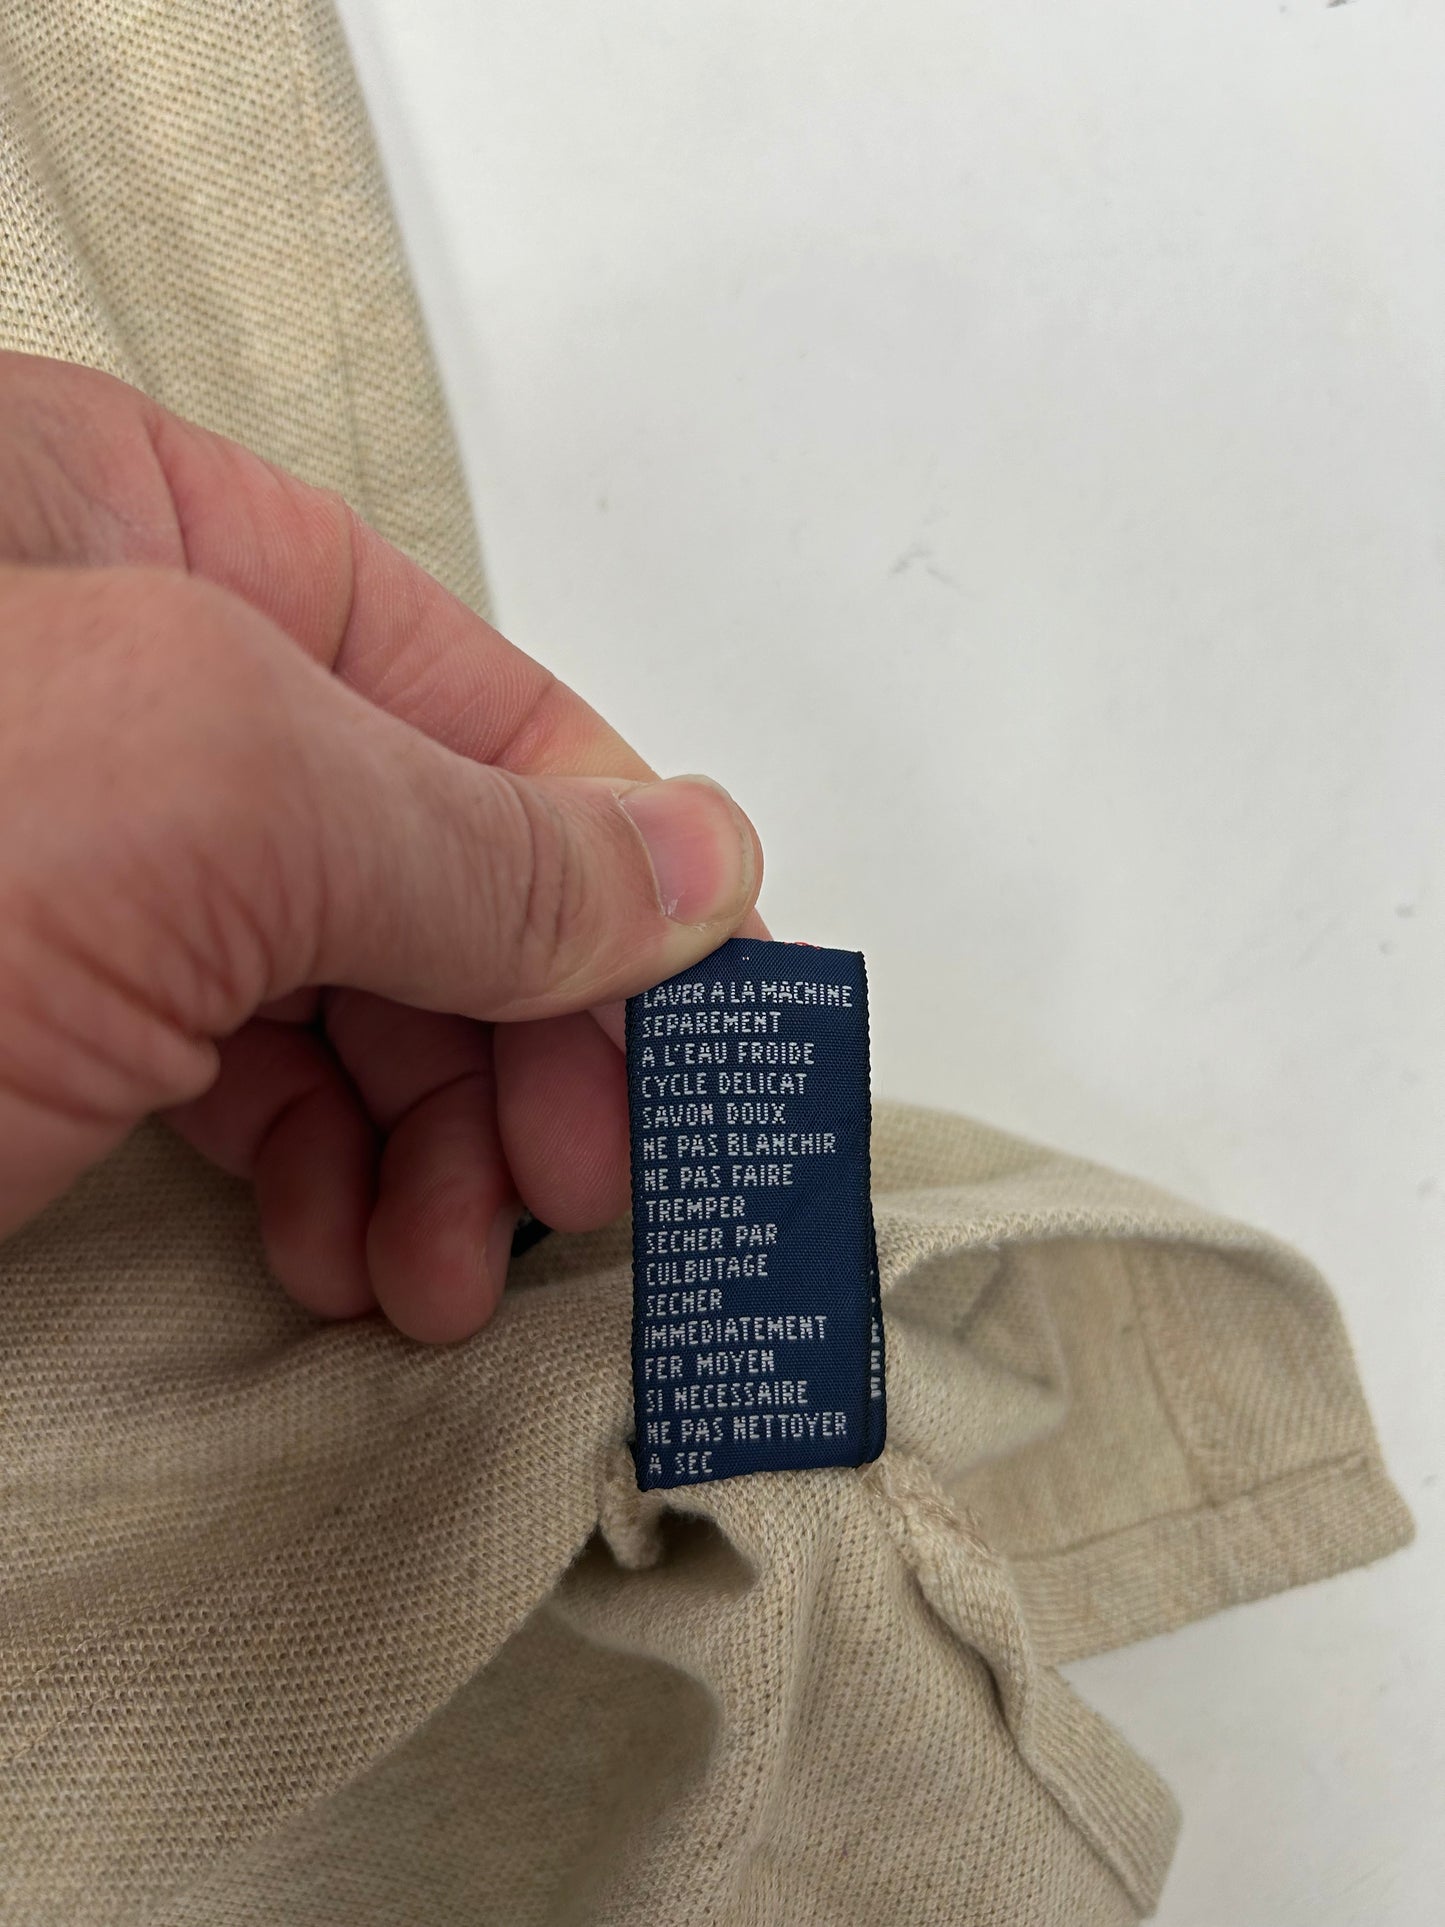 LAVER A LA MACHINE
SEPAREMENT
A L'EAU FROIDE
CYCLE DELICAT
SAVON DOUX
NE PAS BLANCHIR
NE PAS FAIRE
TREMPER
SECHER PAR
CULBUTAGE
SECHER
IMMEDIATEMENT
FER MOYEN
SI NECESSAIRE
NE PAS NETTOYER
A SEC